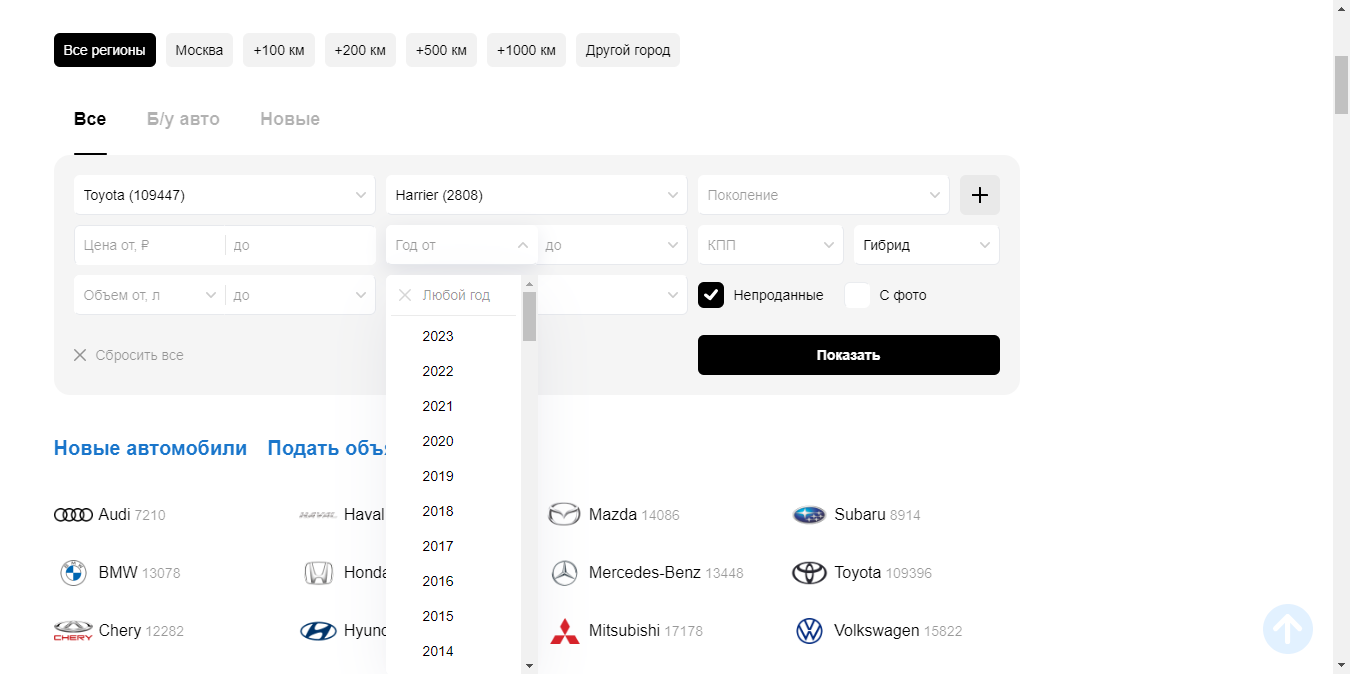 Все регионы Москва +100 км +200 км +500 км +1000 км Другой город
Все Б/у авто Новые
Toyota (109447) Harrier (2808) Поколение
Цена от, ₽ до Год от до КПП Гибрид
Объем от, л до Любой год Непроданные С фото
2023
Сбросить все Показать
2022
2021
2020
Новые автомобили Подать объя
2019
2018
Audi 7210 HAVAL Haval Mazda 14086 Subaru 8914
2017
BMW 13078 Honda Mercedes-Benz 13448 Toyota 109396
2016
2015
CHERY Chery 12282 Hyund Mitsubishi 17178 Volkswagen 15822
2014